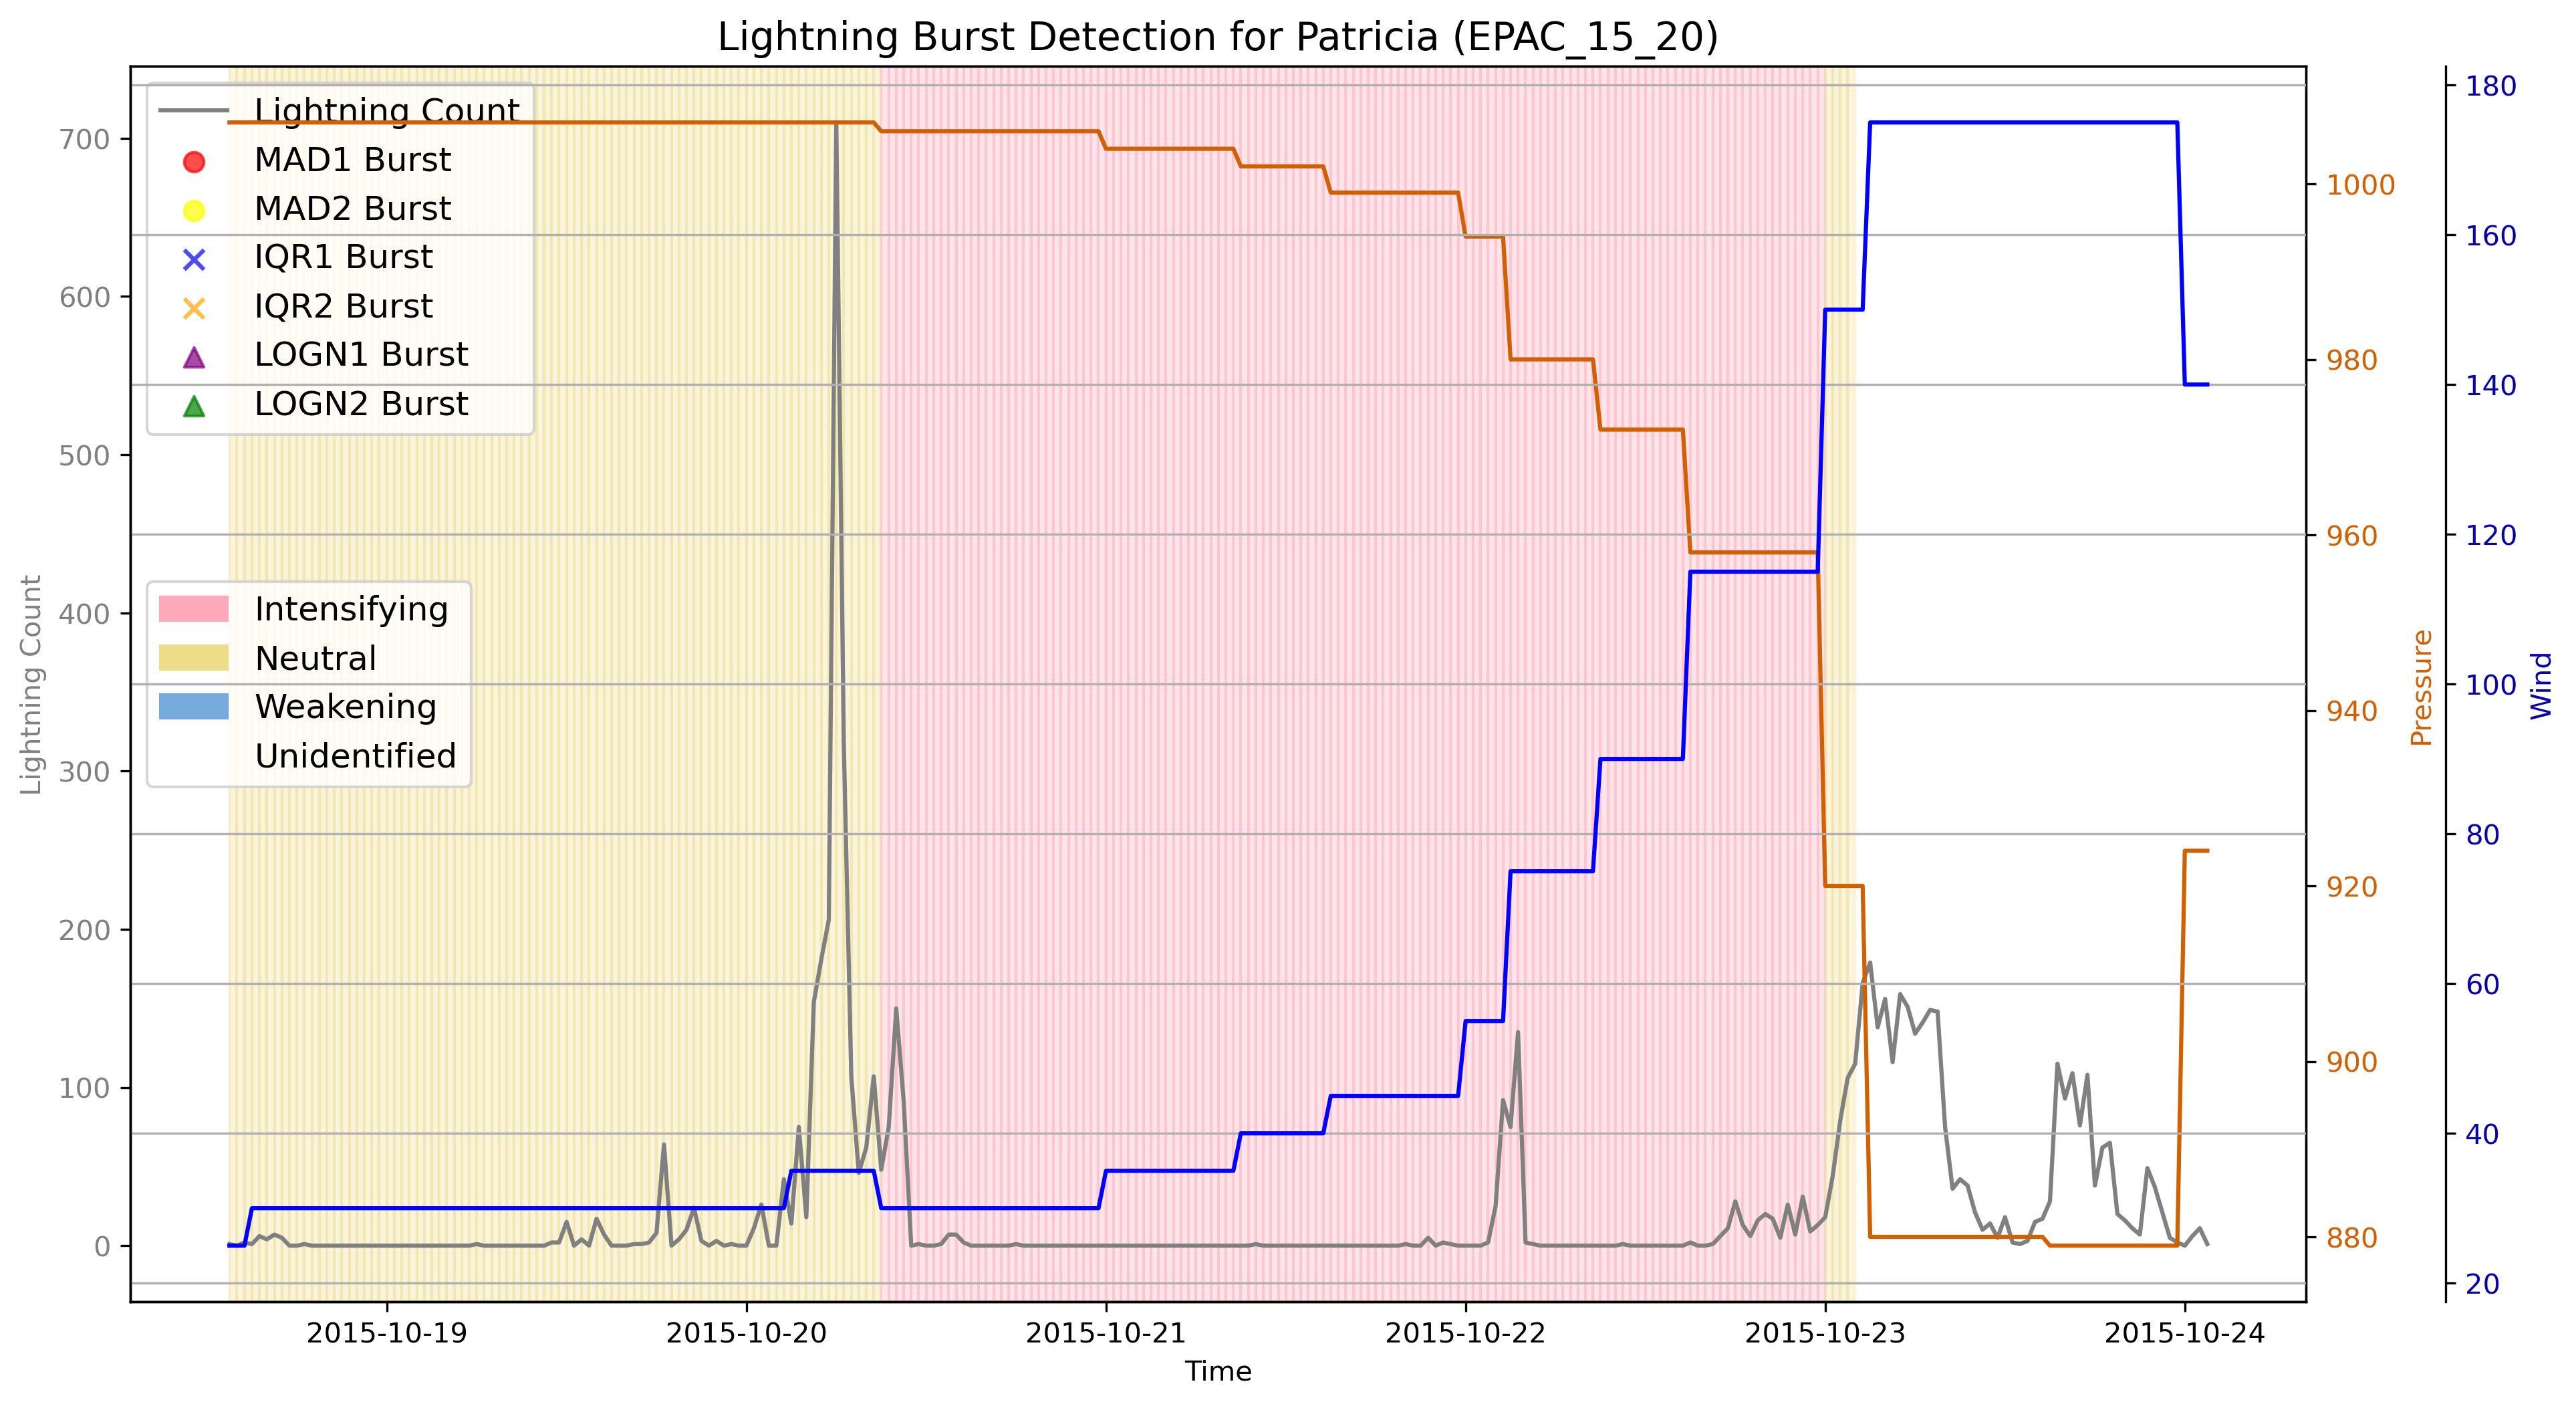 Lightning Burst Detection for Patricia (EPAC_15_20)
Lightning Count
MAD1 Burst
MAD2 Burst
IQR1 Burst
IQR2 Burst
LOGN1 Burst
LOGN2 Burst
Intensifying
Neutral
Weakening
Unidentified
Lightning Count
700
600
500
400
300
200
100
0
1000
980
960
940
920
900
880
Pressure
180
160
140
120
100
80
60
40
20
Wind
2015-10-19
2015-10-20
2015-10-21
2015-10-22
2015-10-23
2015-10-24
Time